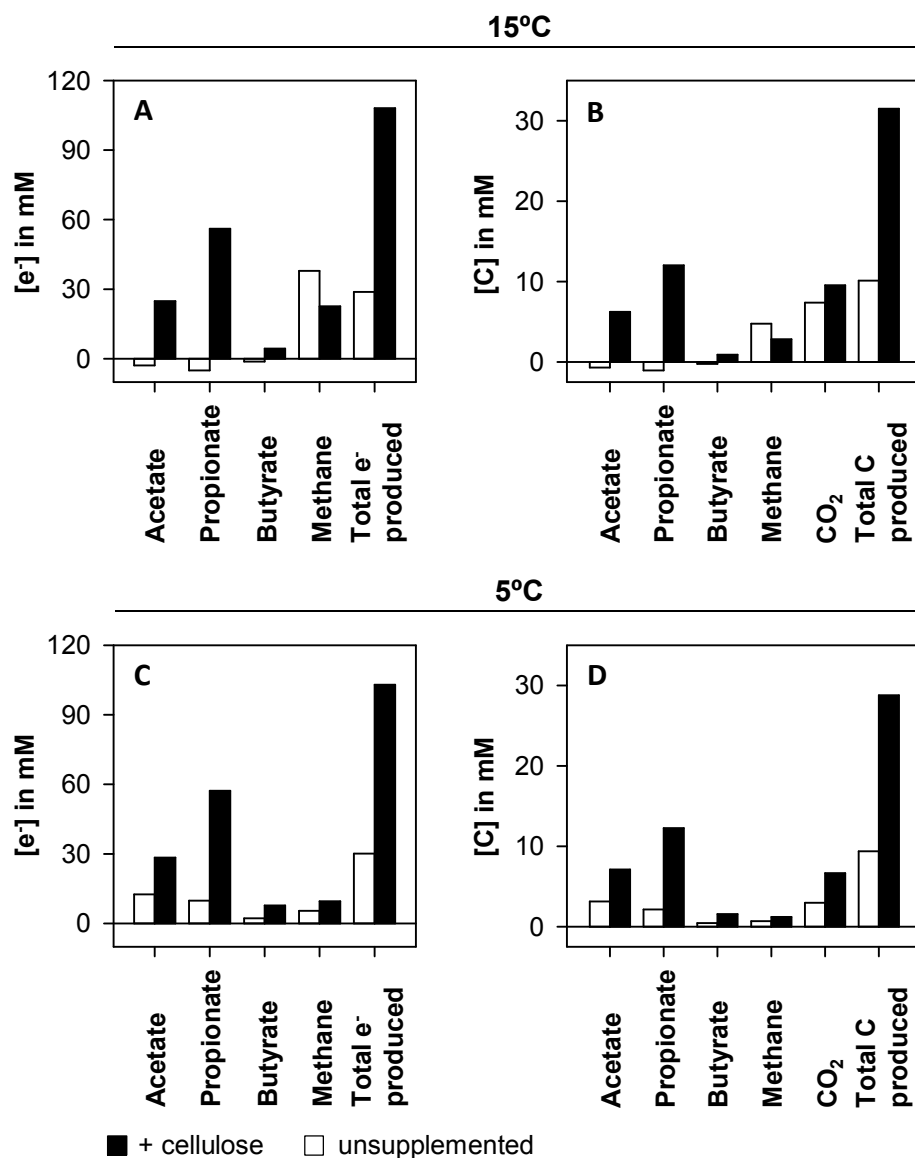 15ºC
A
[e-] in mM
120
90
60
30
0
Acetate
Propionate
Butyrate
Methane
Total e-
produced
B
[C] in mM
30
20
10
0
Acetate
Propionate
Butyrate
Methane
CO2
Total C
produced
5ºC
C
[e-] in mM
120
90
60
30
0
Acetate
Propionate
Butyrate
Methane
Total e-
produced
D
[C] in mM
30
20
10
0
Acetate
Propionate
Butyrate
Methane
CO2
Total C
produced
+ cellulose
unsupplemented